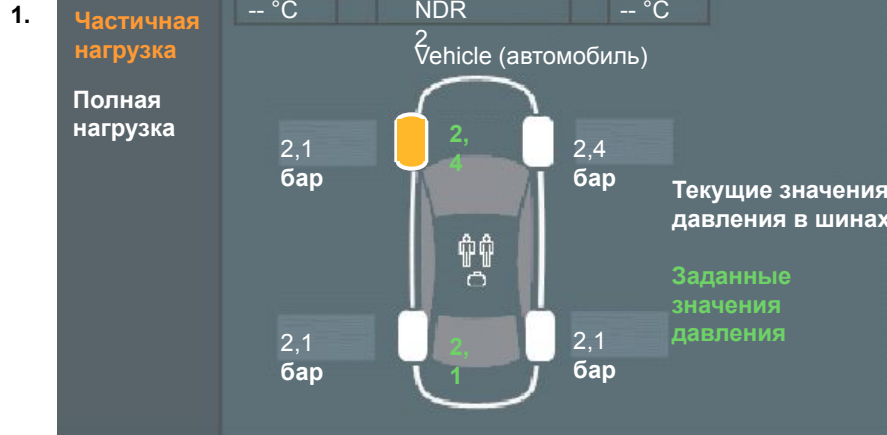 1.
Частичная
нагрузка
Полная
нагрузка
-- °C NDR -- °C
2
Vehicle (автомобиль)
2,1
бар
2,
4
2,4
бар
Текущие значения
давления в шинах
Заданные
значения
давления
2,1
бар
2,
1
2,1
бар